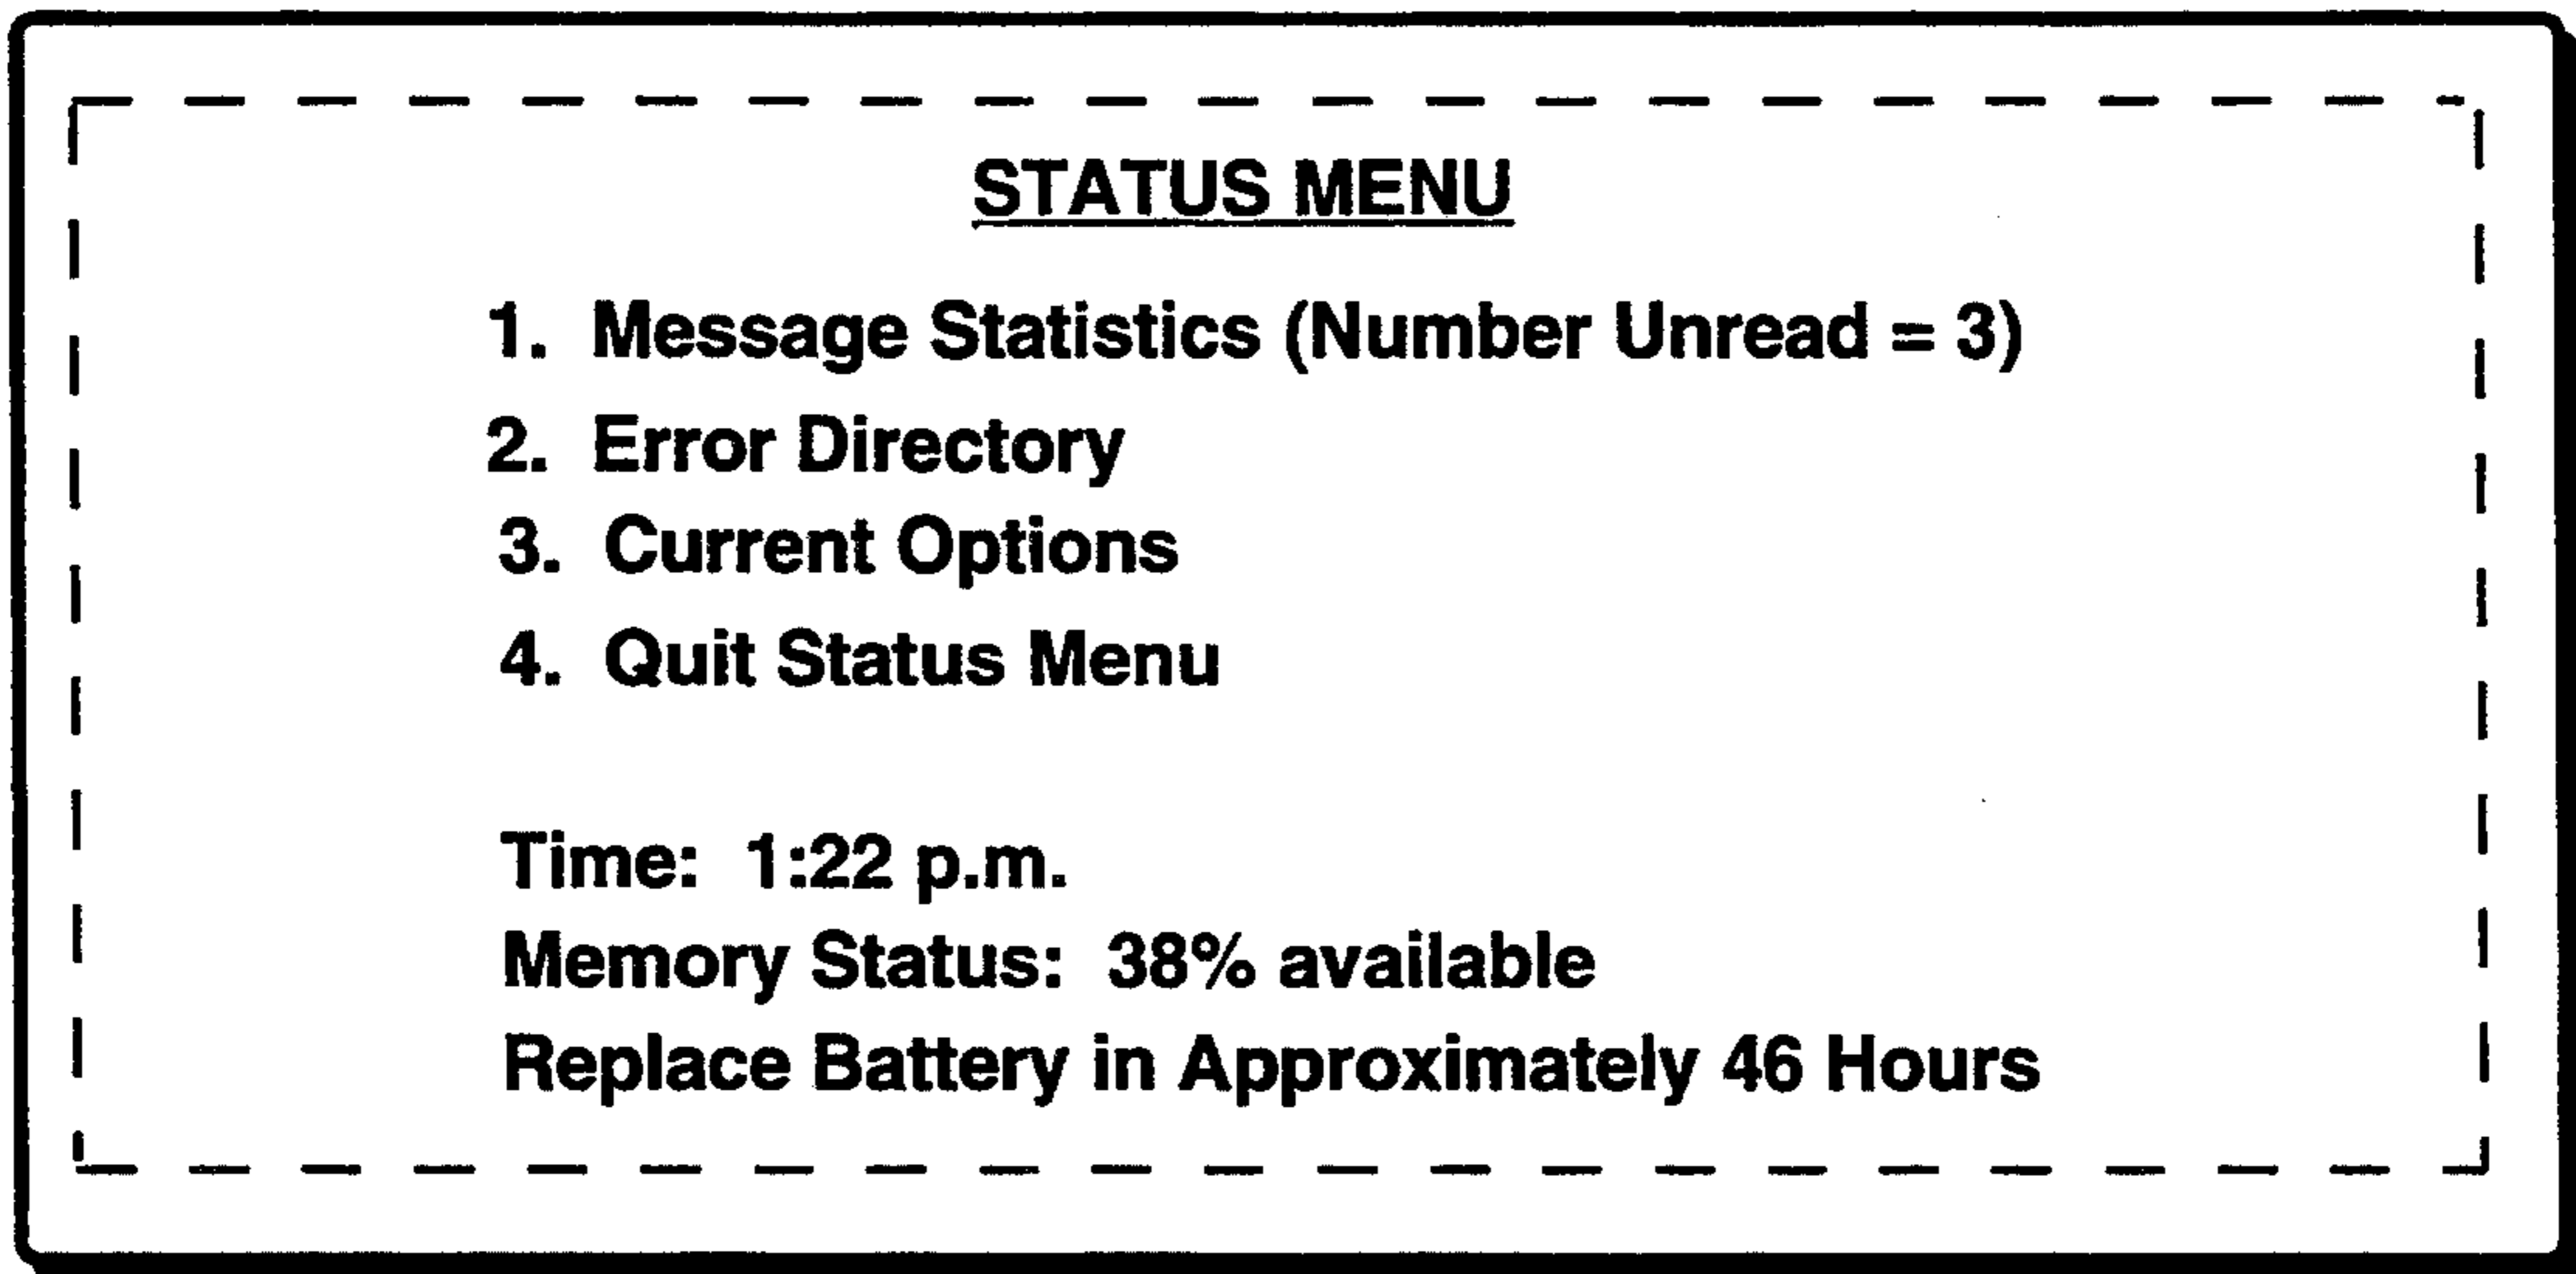 STATUS MENU
1. Message Statistics (Number Unread = 3)
2. Error Directory
3. Current Options
4. Quit Status Menu
Time: 1:22 p.m.
Memory Status: 38% available
Replace Battery in Approximately 46 Hours